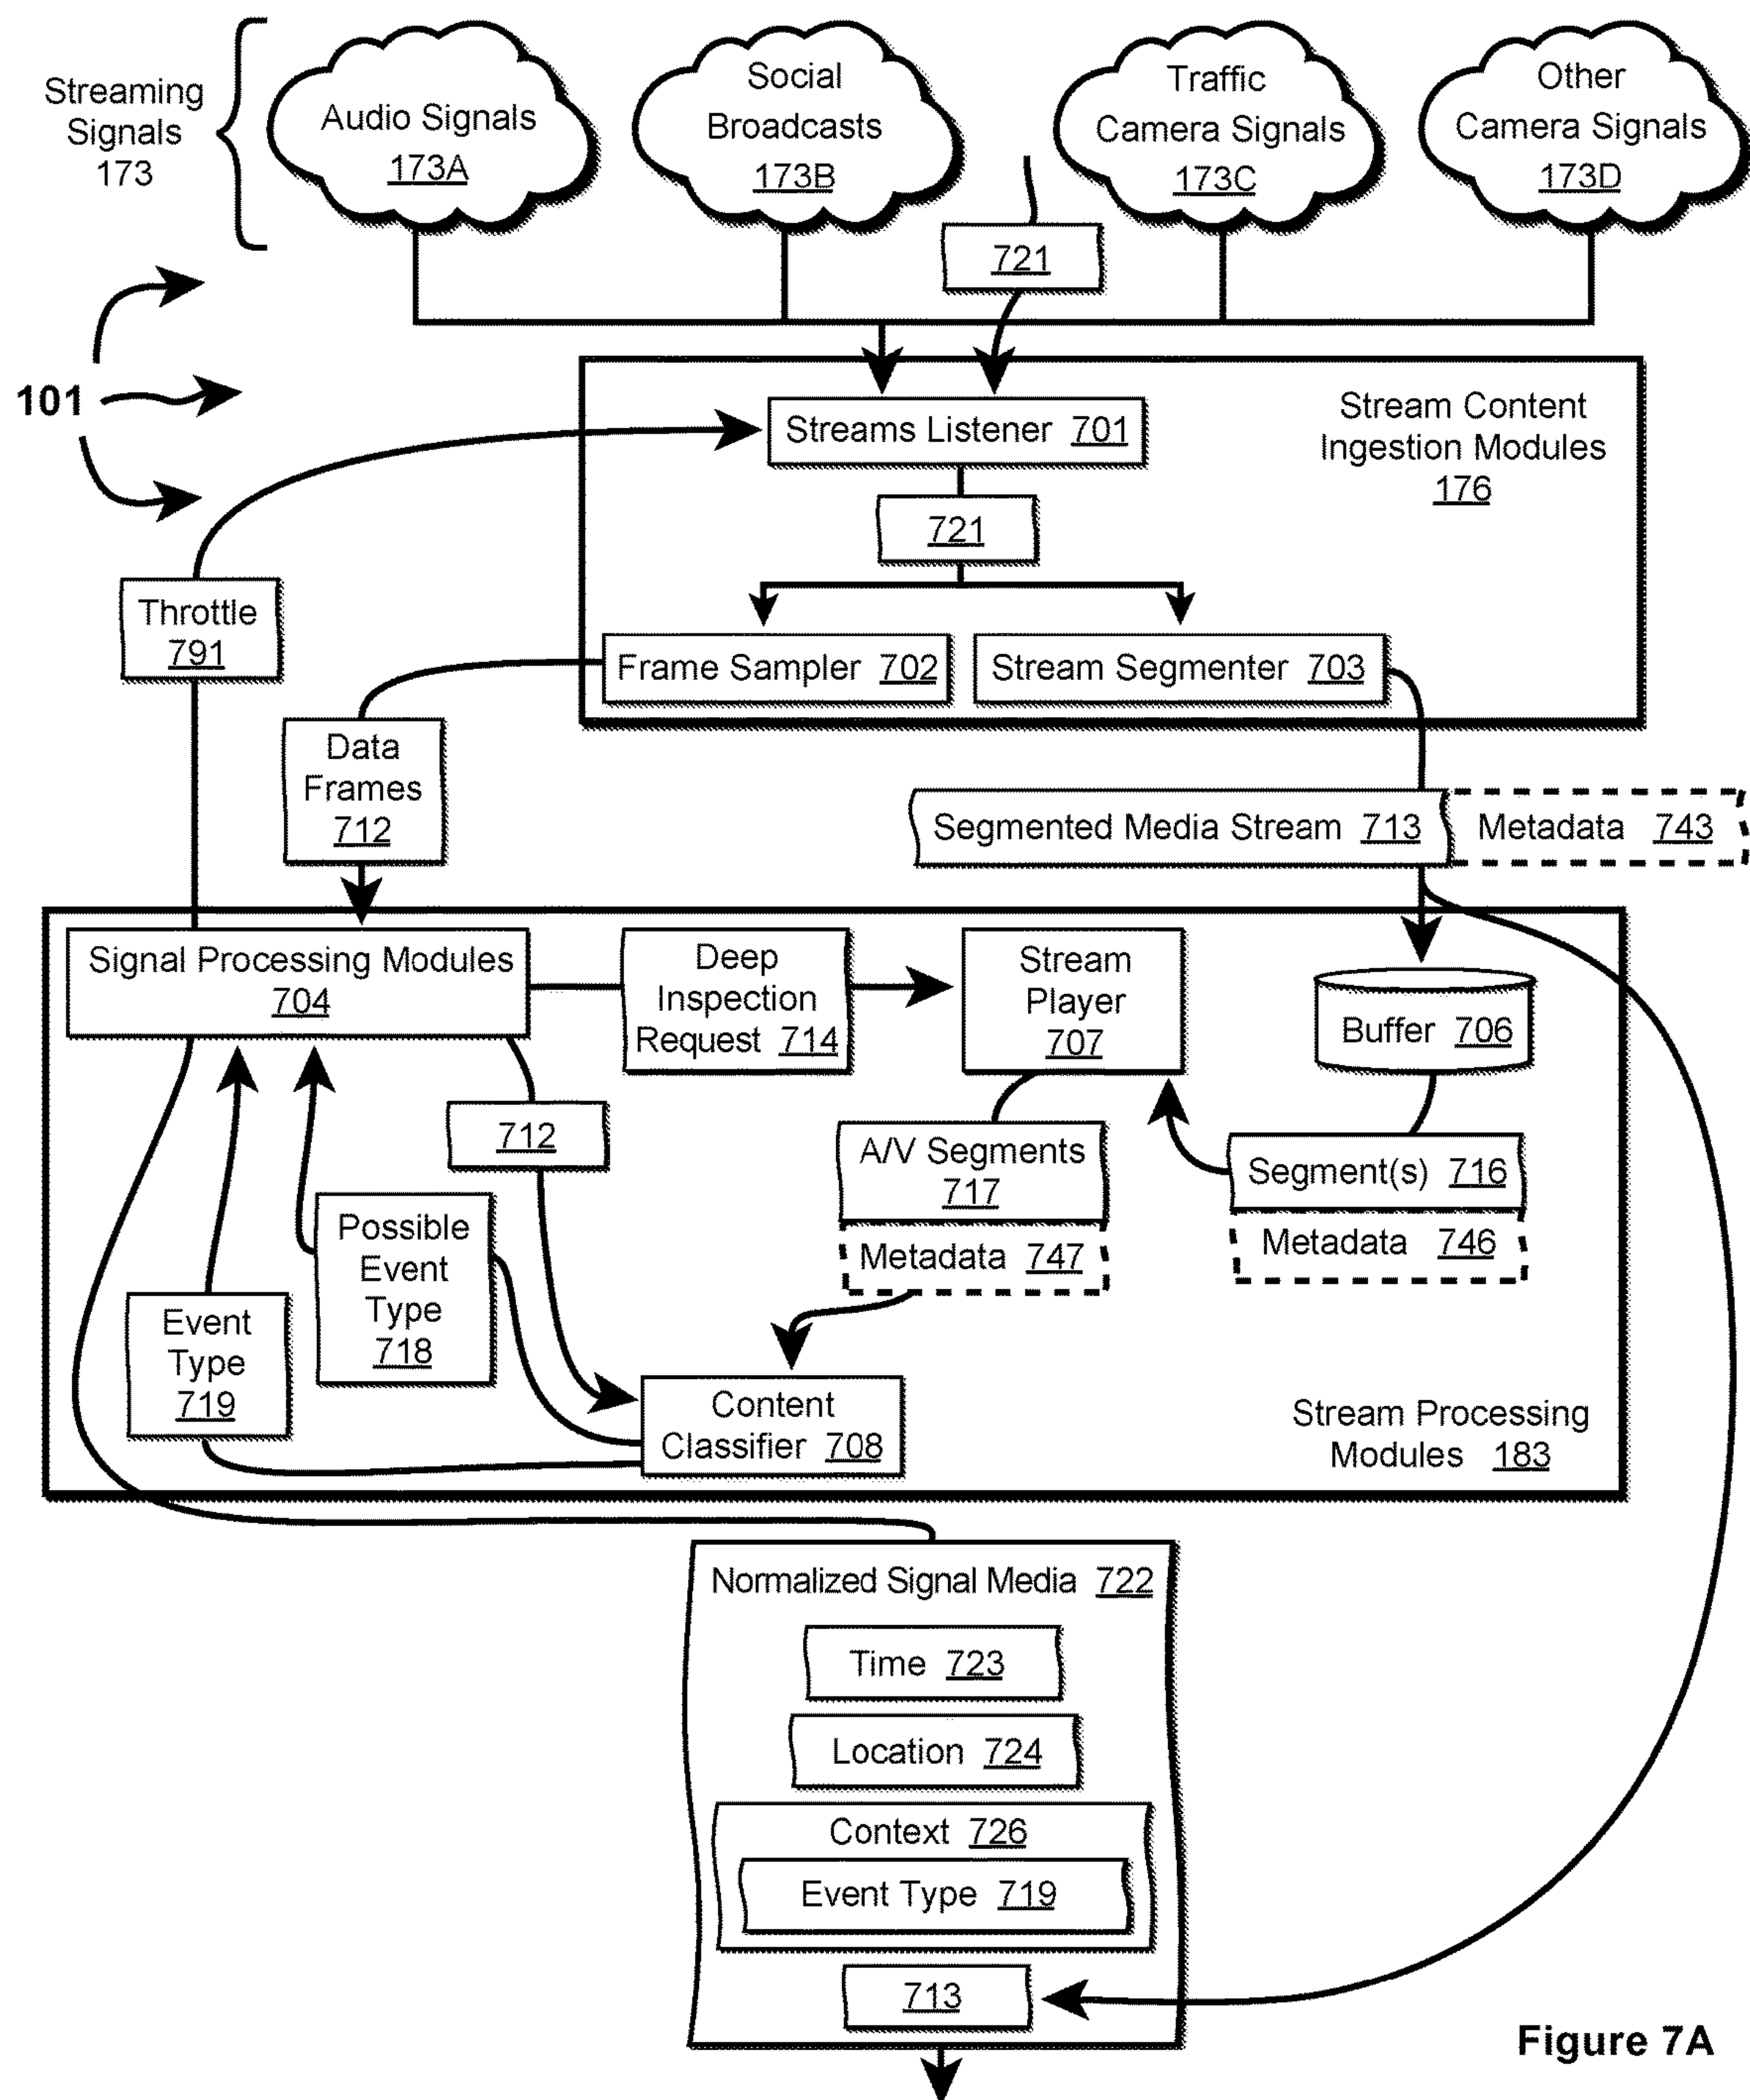 Streaming
Signals
173
Audio Signals
173A
Social
Broadcasts
173B
Traffic
Camera Signals
173C
Other
Camera Signals
173D
721
101
Streams Listener 701
Stream Content
Ingestion Modules
176
721
Throttle
791
Frame Sampler 702
Stream Segmenter 703
Data
Frames
712
Segmented Media Stream 713
Metadata 743
Signal Processing Modules
704
Deep
Inspection
Request 714
Stream
Player
707
Buffer 706
712
A/V Segments
717
Metadata 747
Segment(s) 716
Metadata 746
Possible
Event
Type
718
Event
Type
719
Content
Classifier 708
Stream Processing
Modules 183
Normalized Signal Media 722
Time 723
Location 724
Context 726
Event Type 719
713
Figure 7A